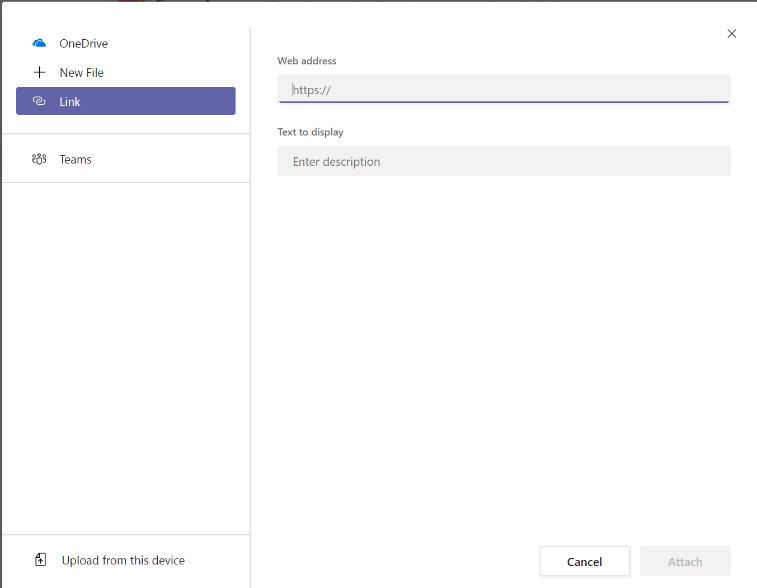 OneDrive
New File
Link
Teams
Upload from this device
Web address
https://
Text to display
Enter description
Cancel
Attach